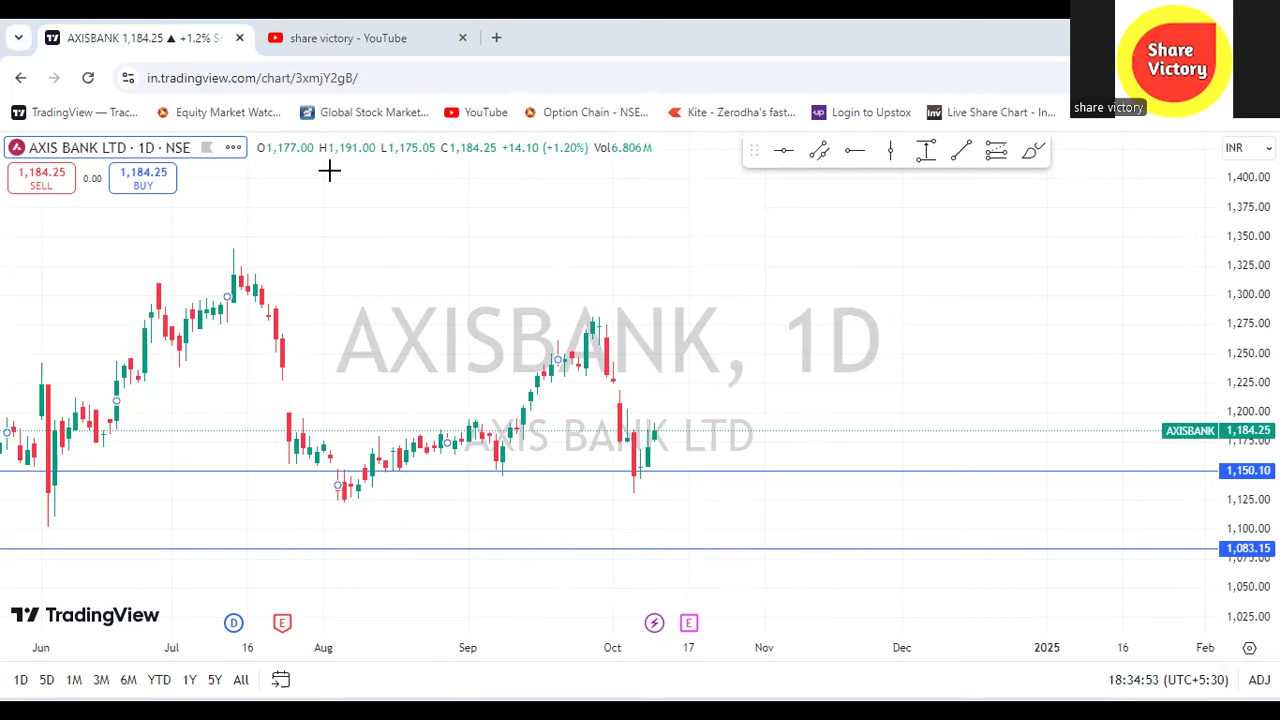 AXISBANK 1,184.25 ▲ +1.2%
share victory - YouTube
in.tradingview.com/chart/3xmjY2gB/
Share
Victory
share victory
TradingView — Trac...
Equity Market Watc...
Global Stock Market...
YouTube
Option Chain - NSE...
Kite - Zerodha's fast...
Login to Upstox
Live Share Chart - In...
AXIS BANK LTD · 1D · NSE
O1,177.00 H1,191.00 L1,175.05 C1,184.25 +14.10 (+1.20%) Vol6.806M
INR
1,184.25
SELL
0.00
1,184.25
BUY
1,400.00
1,375.00
1,350.00
1,325.00
1,300.00
1,275.00
1,250.00
1,225.00
1,200.00
AXISBANK 1,184.25
1,175.00
1,150.10
1,125.00
1,100.00
1,083.15
1,075.00
1,050.00
1,025.00
AXISBANK, 1D
AXIS BANK LTD
TradingView
D
E
E
Jun
Jul
16
Aug
Sep
Oct
17
Nov
Dec
2025
16
Feb
1D 5D 1M 3M 6M YTD 1Y 5Y All
18:34:53 (UTC+5:30)
ADJ